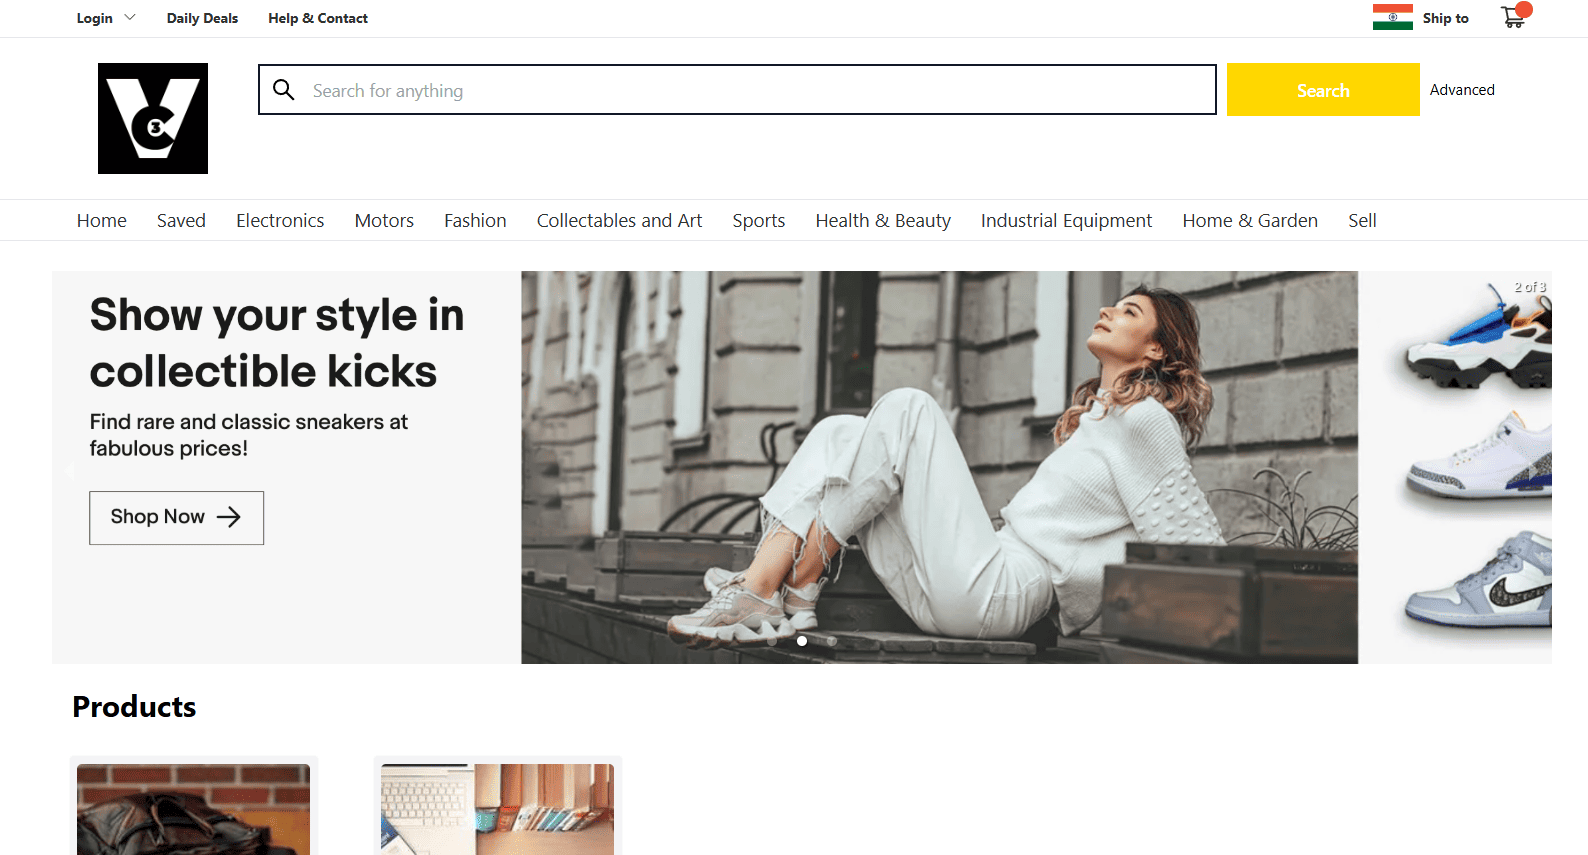 Login
Daily Deals
Help & Contact
Ship to
VC3
Search for anything
Search
Advanced
Home
Saved
Electronics
Motors
Fashion
Collectables and Art
Sports
Health & Beauty
Industrial Equipment
Home & Garden
Sell
Show your style in
collectible kicks
Find rare and classic sneakers at
fabulous prices!
Shop Now
2 of 3
Products